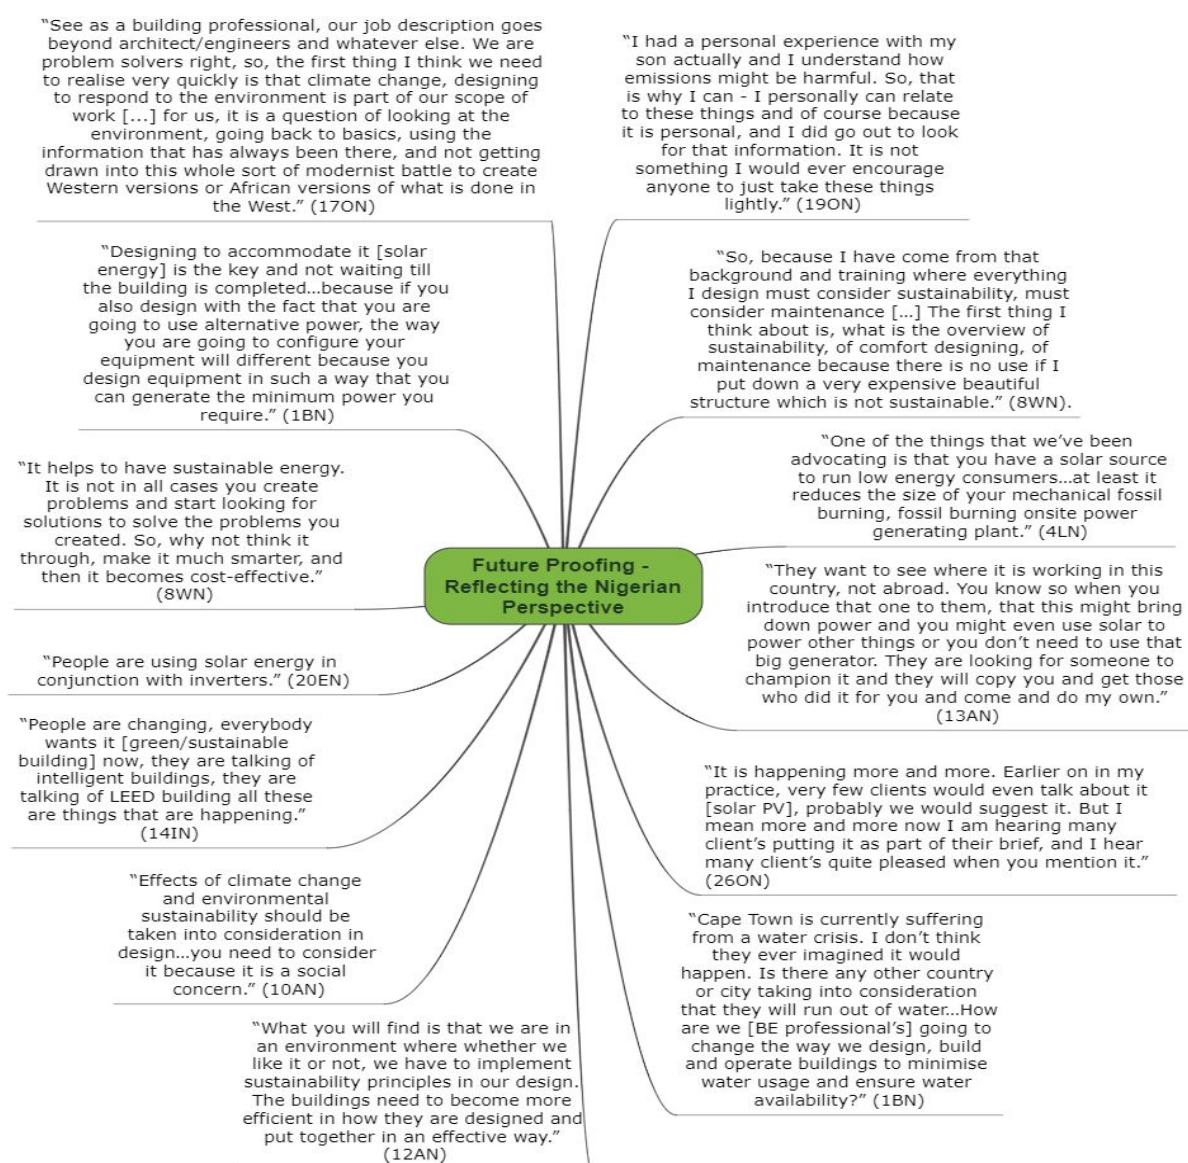 “See as a building professional, our job description goes
beyond architect/engineers and whatever else. We are
problem solvers right, so, the first thing I think we need
to realise very quickly is that climate change, designing
to respond to the environment is part of our scope of
work [...] for us, it is a question of looking at the
environment, going back to basics, using the
information that has always been there, and not getting
drawn into this whole sort of modernist battle to create
Western versions or African versions of what is done in
the West.” (17ON)
“Designing to accommodate it [solar
energy] is the key and not waiting till
the building is completed...because if you
also design with the fact that you are
going to use alternative power, the way
you are going to configure your
equipment will different because you
design equipment in such a way that you
can generate the minimum power you
require.” (1BN)
“It helps to have sustainable energy.
It is not in all cases you create
problems and start looking for
solutions to solve the problems you
created. So, why not think it
through, make it much smarter, and
then it becomes cost-effective.”
(8WN)
“People are using solar energy in
conjunction with inverters.” (20EN)
“People are changing, everybody
wants it [green/sustainable
building] now, they are talking of
intelligent buildings, they are
talking of LEED building all these
are things that are happening.”
(14IN)
“Effects of climate change
and environmental
sustainability should be
taken into consideration in
design...you need to consider
it because it is a social
concern.” (10AN)
“What you will find is that we are in
an environment where whether we
like it or not, we have to implement
sustainability principles in our design.
The buildings need to become more
efficient in how they are designed and
put together in an effective way.”
(12AN)
Future Proofing -
Reflecting the Nigerian
Perspective
“I had a personal experience with my
son actually and I understand how
emissions might be harmful. So, that
is why I can - I personally can relate
to these things and of course because
it is personal, and I did go out to look
for that information. It is not
something I would ever encourage
anyone to just take these things
lightly.” (19ON)
“So, because I have come from that
background and training where everything
I design must consider sustainability, must
consider maintenance [...] The first thing I
think about is, what is the overview of
sustainability, of comfort designing, of
maintenance because there is no use if I
put down a very expensive beautiful
structure which is not sustainable.” (8WN).
“One of the things that we’ve been
advocating is that you have a solar source
to run low energy consumers...at least it
reduces the size of your mechanical fossil
burning, fossil burning onsite power
generating plant.” (4LN)
“They want to see where it is working in this
country, not abroad. You know so when you
introduce that one to them, that this might bring
down power and you might even use solar to
power other things or you don’t need to use that
big generator. They are looking for someone to
champion it and they will copy you and get those
who did it for you and come and do my own.”
(13AN)
“It is happening more and more. Earlier on in my
practice, very few clients would even talk about it
[solar PV], probably we would suggest it. But I
mean more and more now I am hearing many
client’s putting it as part of their brief, and I hear
many client’s quite pleased when you mention it.”
(26ON)
“Cape Town is currently suffering
from a water crisis. I don’t think
they ever imagined it would
happen. Is there any other country
or city taking into consideration
that they will run out of water...How
are we [BE professional’s] going to
change the way we design, build
and operate buildings to minimise
water usage and ensure water
availability?” (1BN)